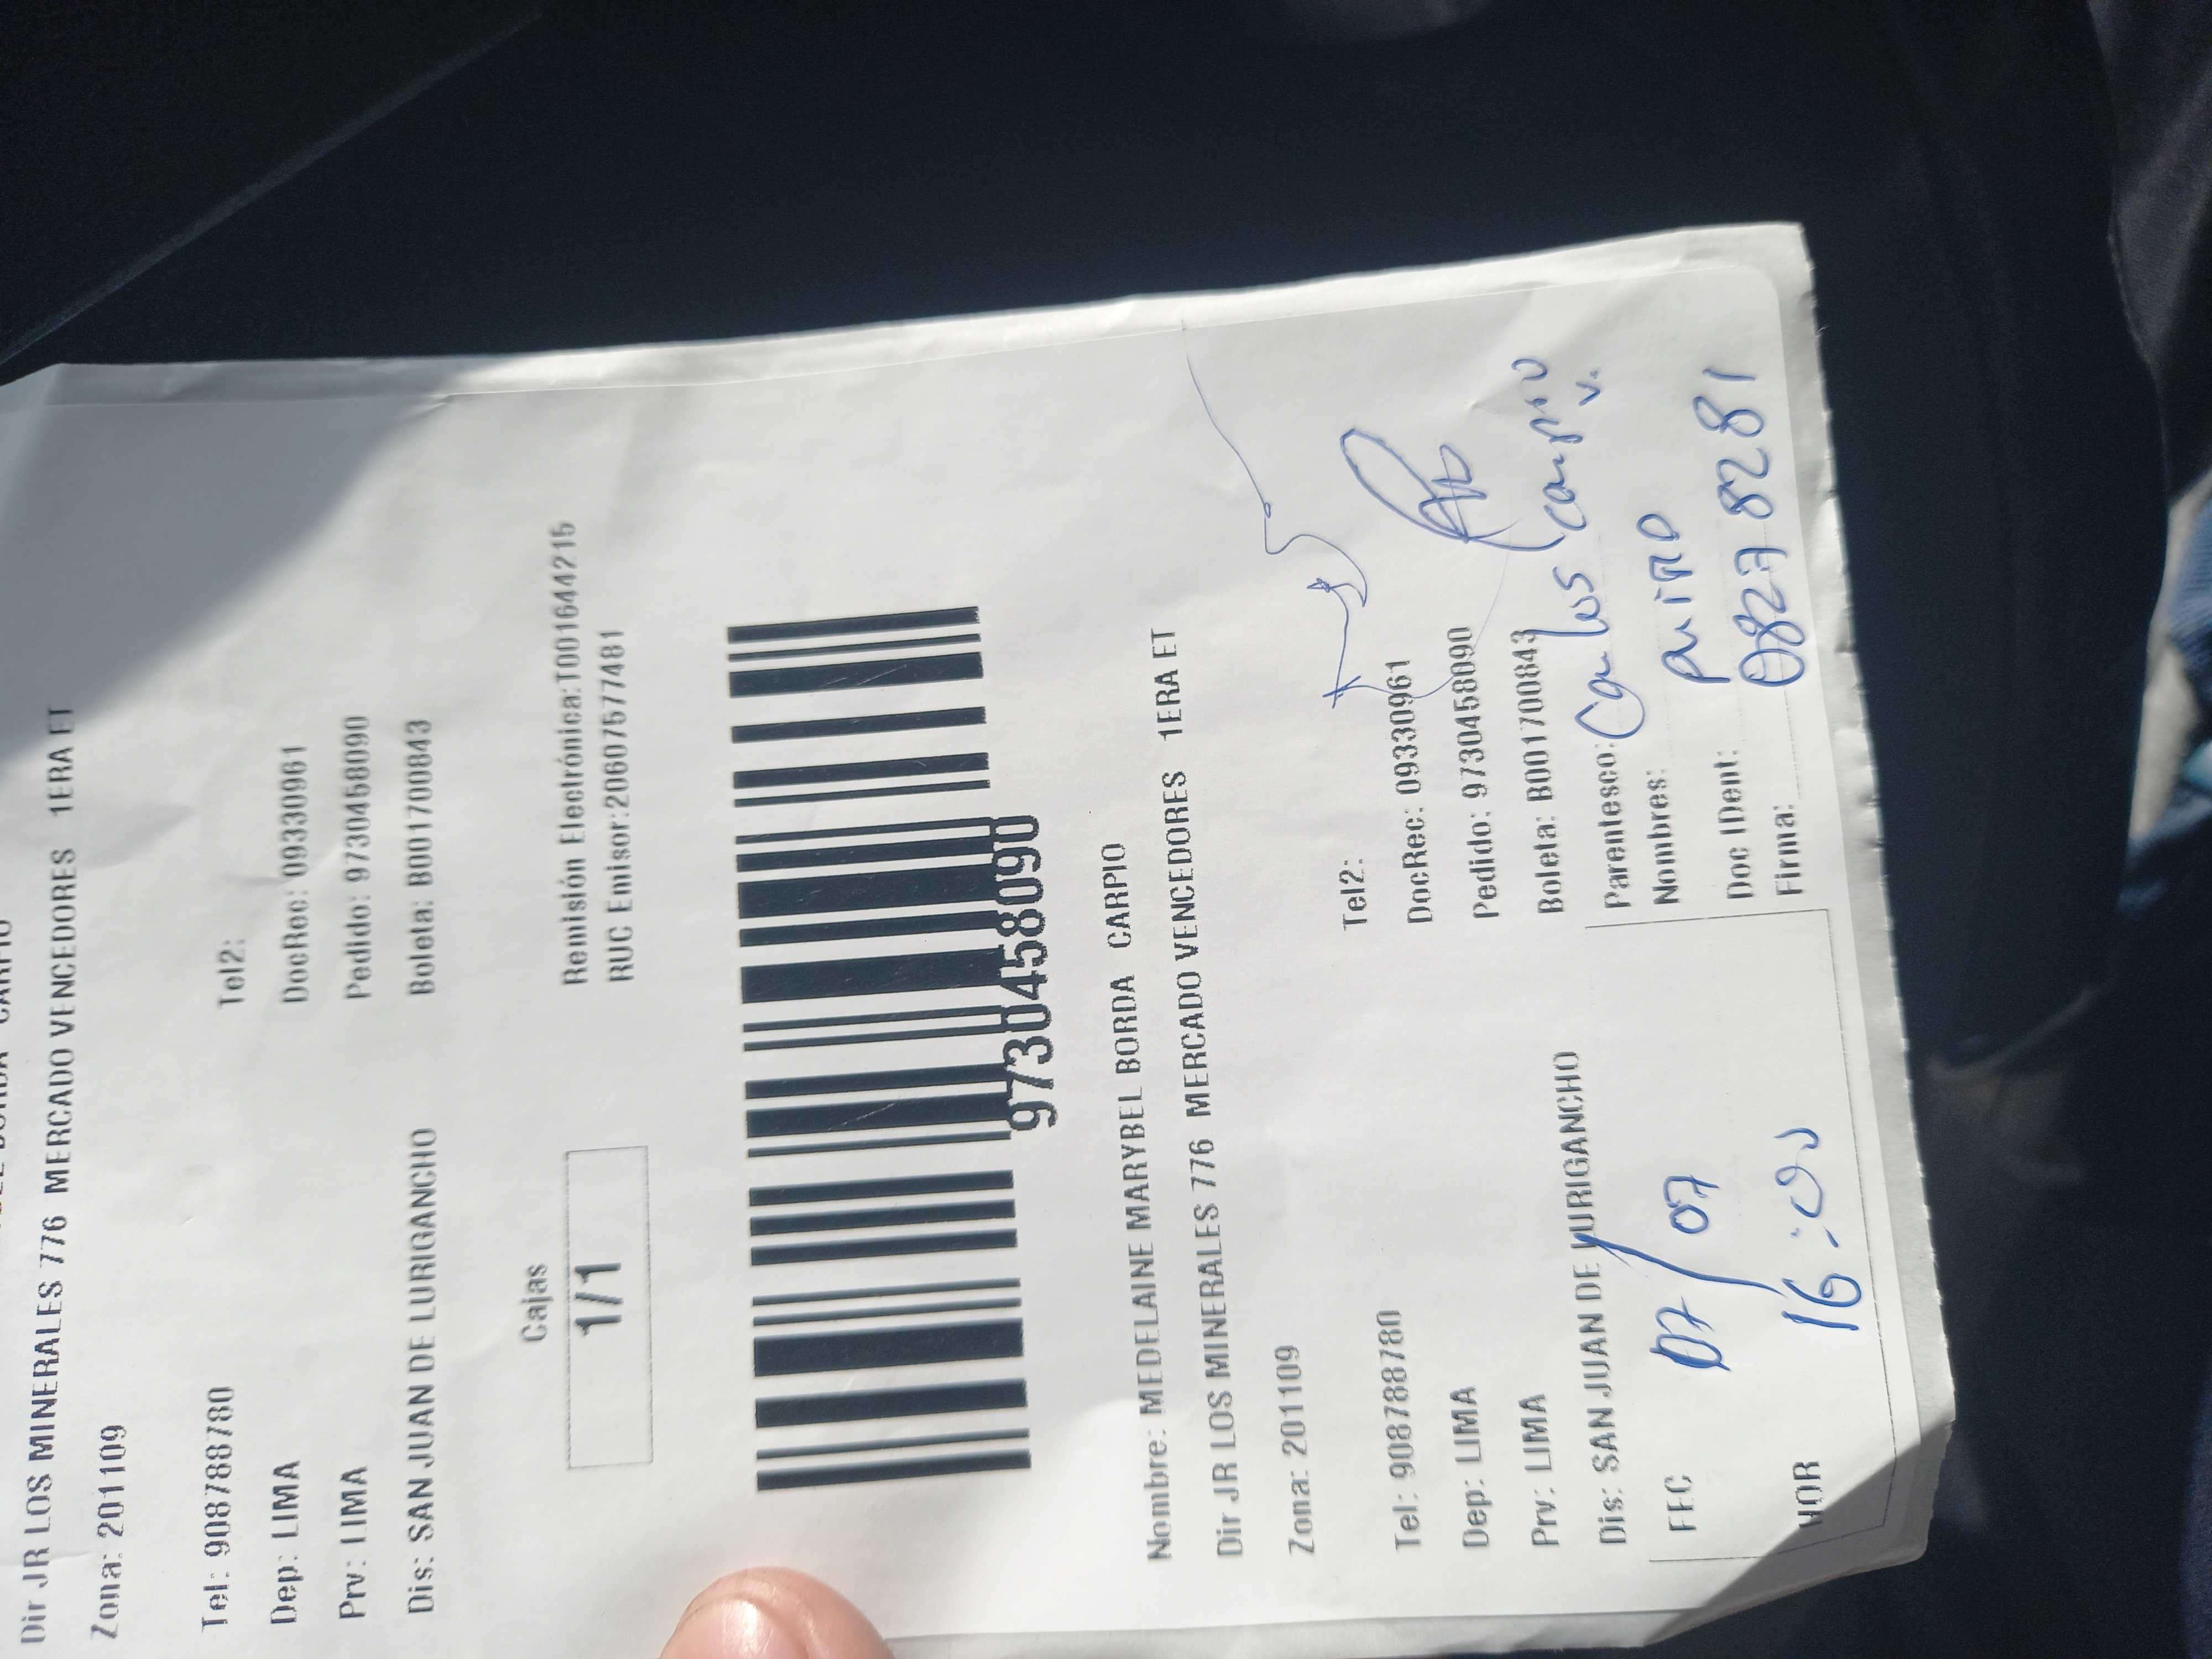 Dir JR LOS MINERALES 776 MERCADO VENCEDORES 1ERA ET
Zona: 201109
Tel: 908788780 Tel2:
Dep: LIMA DocRec: 09330961
Prv: LIMA Pedido: 9730458090
Dis: SAN JUAN DE LURIGANCHO Boleta: B001700843
Cajas
1/1
Remisión Electrónica:T001644215
RUC Emisor:20607577481
9730458090
Nombre: MEDELAINE MARYBEL BORDA CARPIO
Dir JR LOS MINERALES 776 MERCADO VENCEDORES 1ERA ET
Zona: 201109
Tel: 908788780 Tel2:
Dep: LIMA DocRec: 09330961
Prv: LIMA Pedido: 9730458090
Dis: SAN JUAN DE LURIGANCHO Boleta: B001700843
FEC 07/07
HOR 16:00
Parentesco: Carlos
Nombres:
Doc IDent: 08278281
Firma: